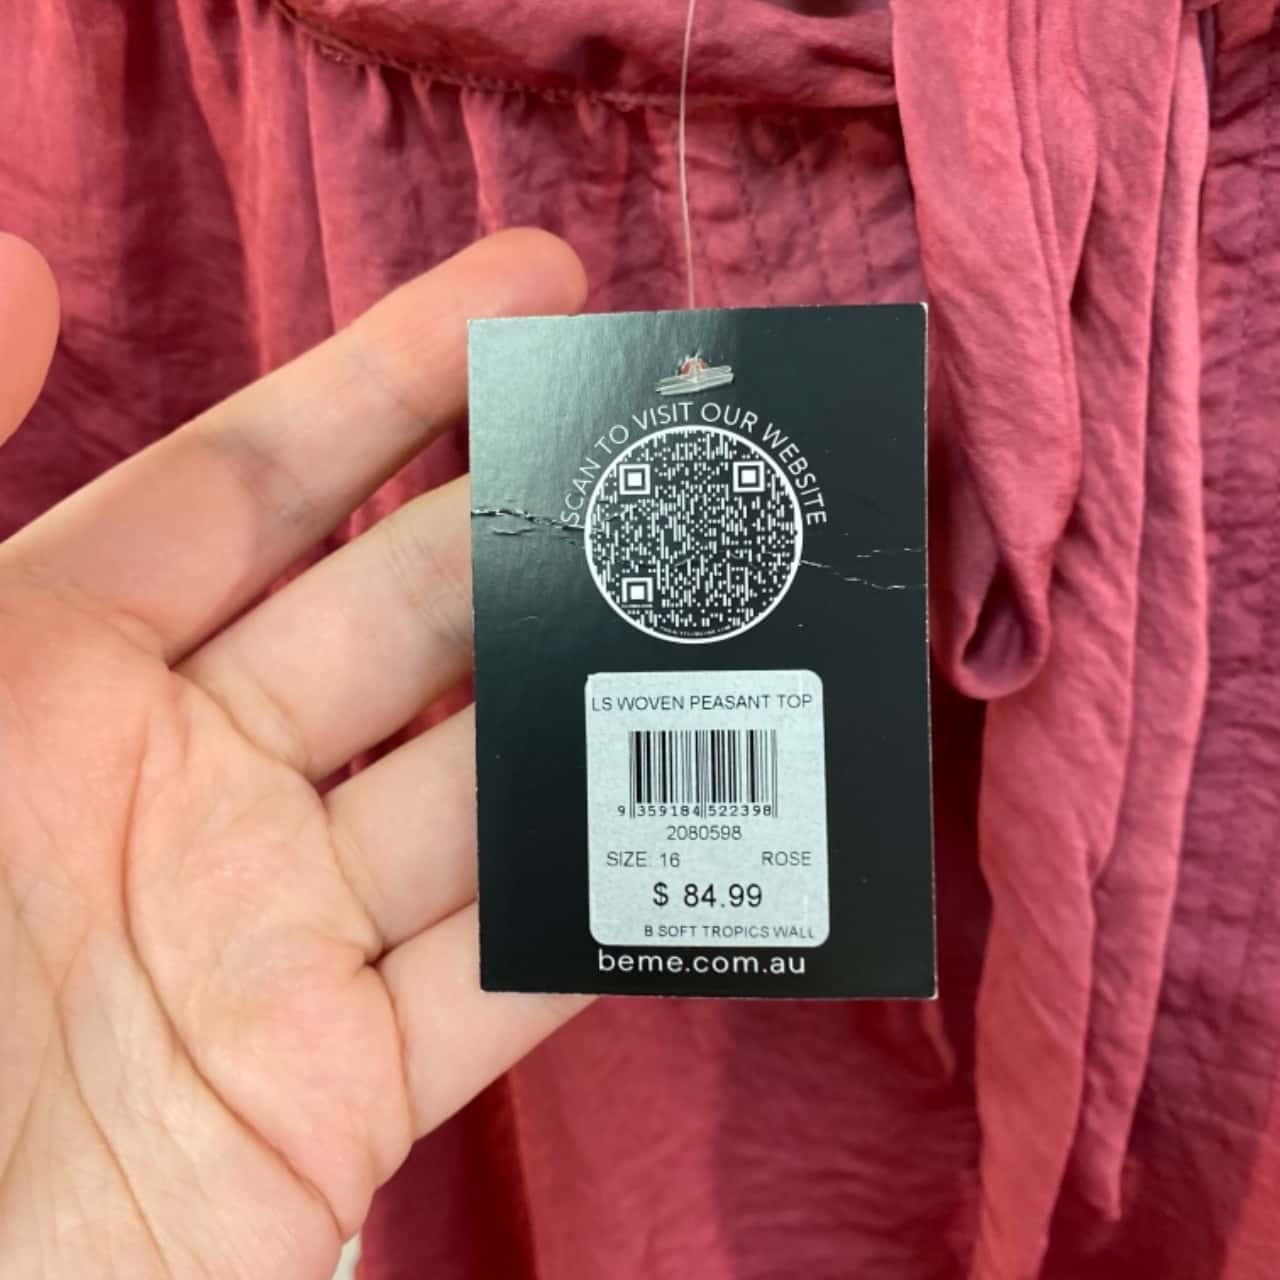 SCAN TO VISIT OUR WEBSITE
LS WOVEN PEASANT TOP
9 359184 522398
2080598
SIZE: 16 ROSE
$ 84.99
B SOFT TROPICS WALL
beme.com.au